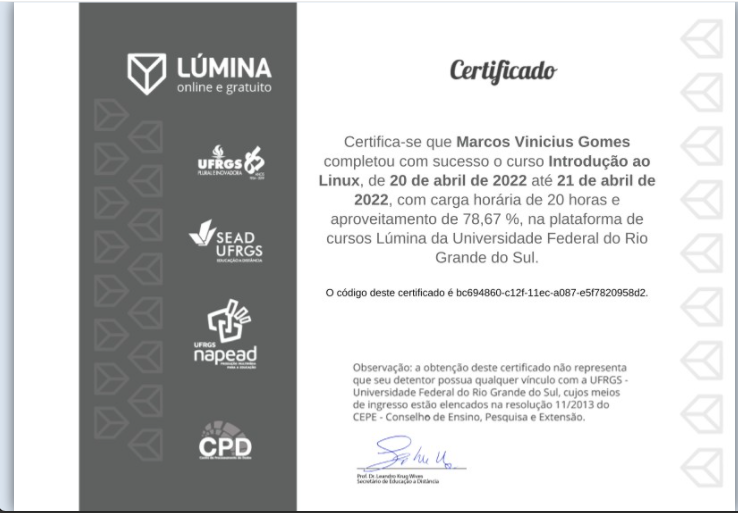 LÚMINA
online e gratuito
UFRGS
PLURAL E INOVADORA
SEAD
UFRGS
EDUCAÇÃO A DISTÂNCIA
UFRGS
napead
CPD
Certificado
Certifica-se que Marcos Vinicius Gomes
completou com sucesso o curso Introdução ao
Linux, de 20 de abril de 2022 até 21 de abril de
2022, com carga horária de 20 horas e
aproveitamento de 78,67 %, na plataforma de
cursos Lúmina da Universidade Federal do Rio
Grande do Sul.
O código deste certificado é bc694860-c12f-11ec-a087-e5f7820958d2.
Observação: a obtenção deste certificado não representa
que seu detentor possua qualquer vínculo com a UFRGS -
Universidade Federal do Rio Grande do Sul, cujos meios
de ingresso estão elencados na resolução 11/2013 do
CEPE - Conselho de Ensino, Pesquisa e Extensão.
Prof. Dr. Leandro Krug Wives
Secretário de Educação a Distância